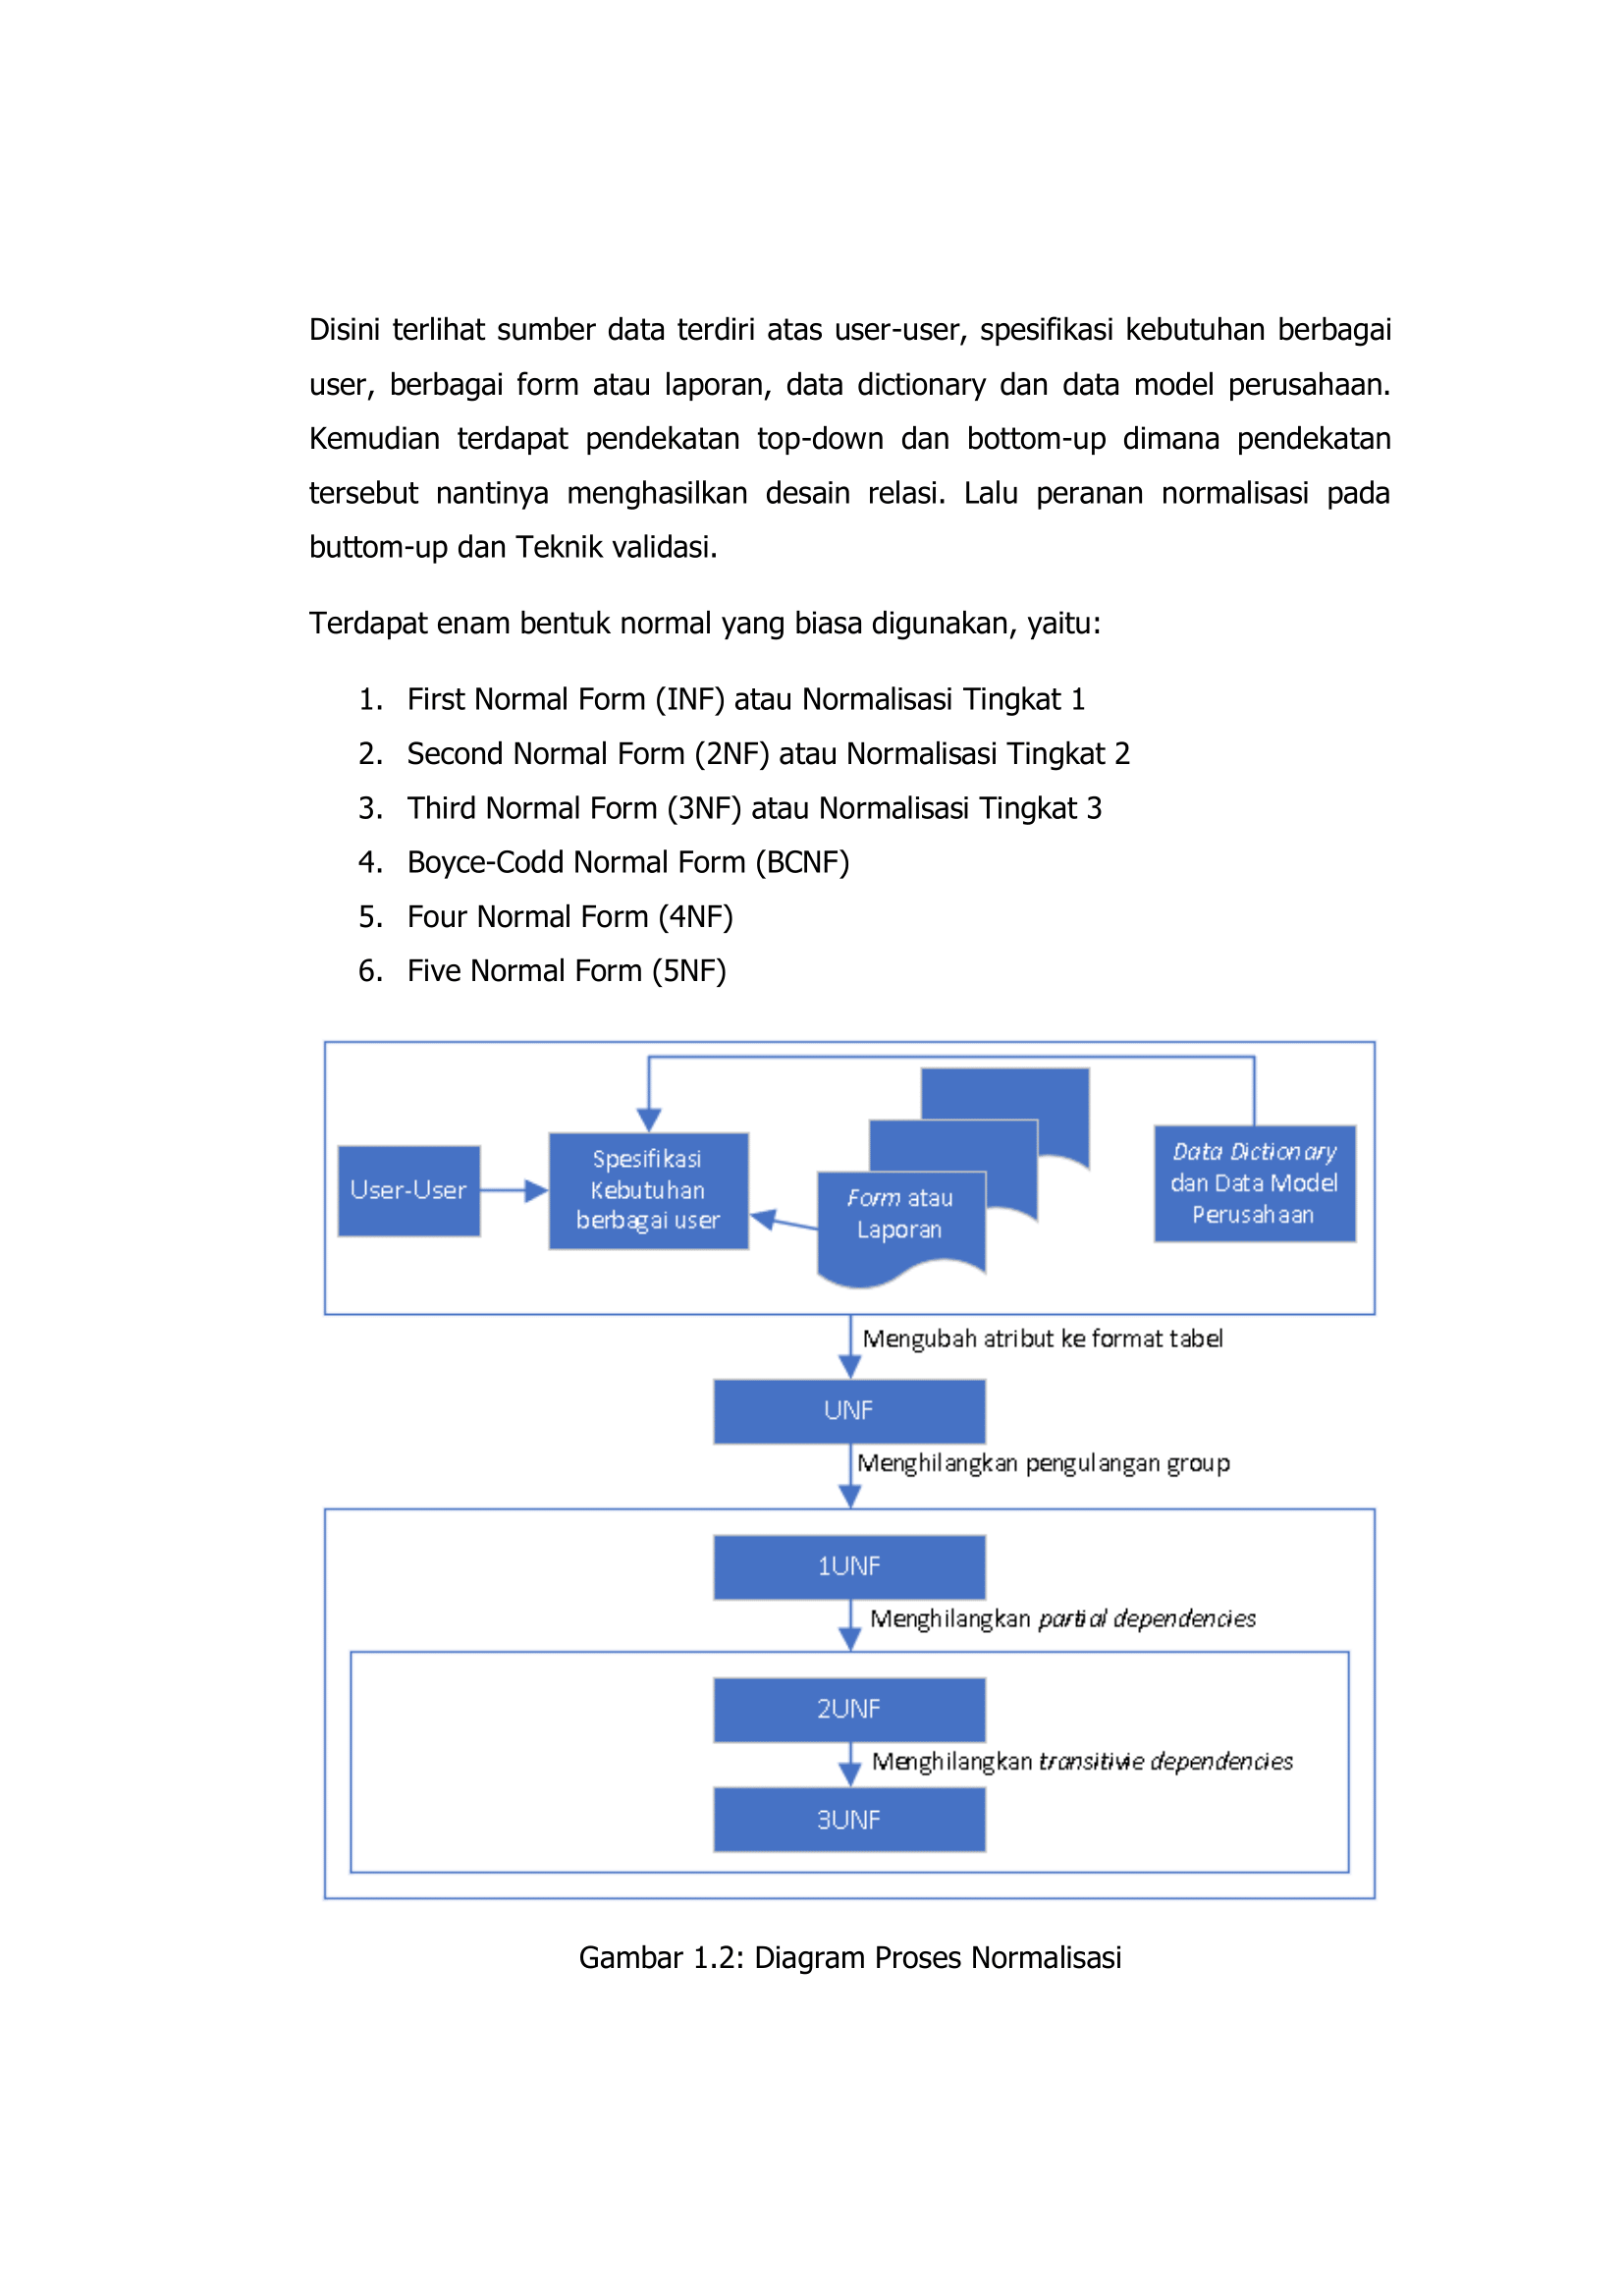 Disini terlihat sumber data terdiri atas user-user, spesifikasi kebutuhan berbagai
user, berbagai form atau laporan, data dictionary dan data model perusahaan.
Kemudian terdapat pendekatan top-down dan bottom-up dimana pendekatan
tersebut nantinya menghasilkan desain relasi. Lalu peranan normalisasi pada
buttom-up dan Teknik validasi.
Terdapat enam bentuk normal yang biasa digunakan, yaitu:
1. First Normal Form (INF) atau Normalisasi Tingkat 1
2. Second Normal Form (2NF) atau Normalisasi Tingkat 2
3. Third Normal Form (3NF) atau Normalisasi Tingkat 3
4. Boyce-Codd Normal Form (BCNF)
5. Four Normal Form (4NF)
6. Five Normal Form (5NF)
User-User
Spesifikasi
Kebutuhan
berbagai user
Form atau
Laporan
Data Dictionary
dan Data Model
Perusahaan
Mengubah atribut ke format tabel
UNF
Menghilangkan pengulangan group
1UNF
Menghilangkan partial dependencies
2UNF
Menghilangkan transitivie dependencies
3UNF
Gambar 1.2: Diagram Proses Normalisasi